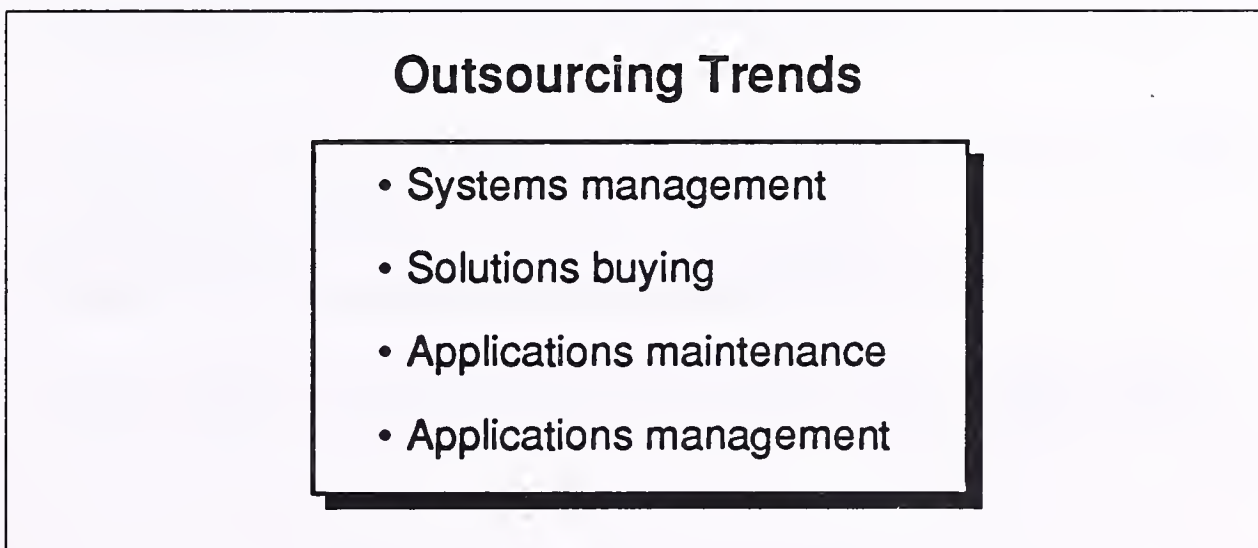 Outsourcing Trends
• Systems management
• Solutions buying
• Applications maintenance
• Applications management